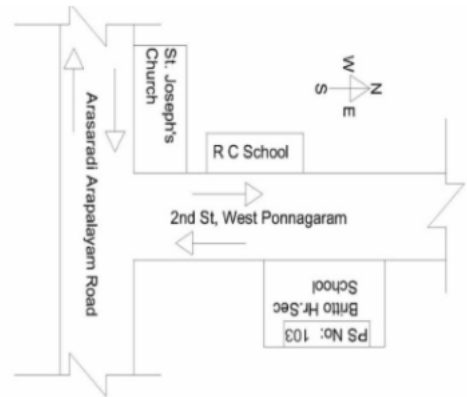 St. Joseph's
Church
W
S N
E
R C School
Arasaradi Arapalayam Road
2nd St, West Ponnagaram
PS No: 103
Britto Hr.Sec
School